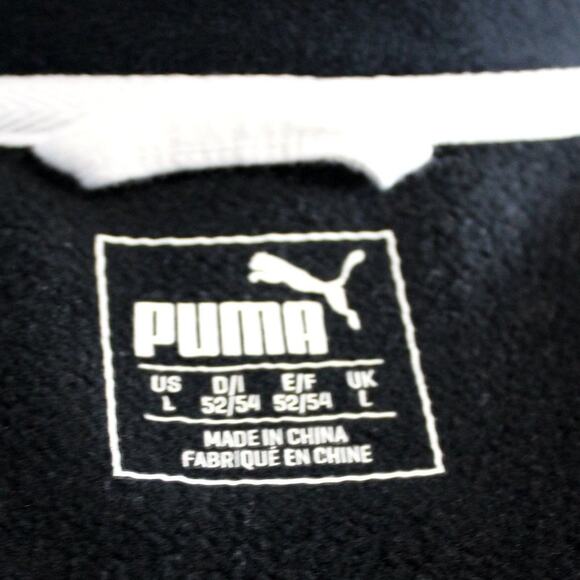 PUMA
US D/I E/F UK
L 52/54 52/54 L
MADE IN CHINA
FABRIQUÉ EN CHINE